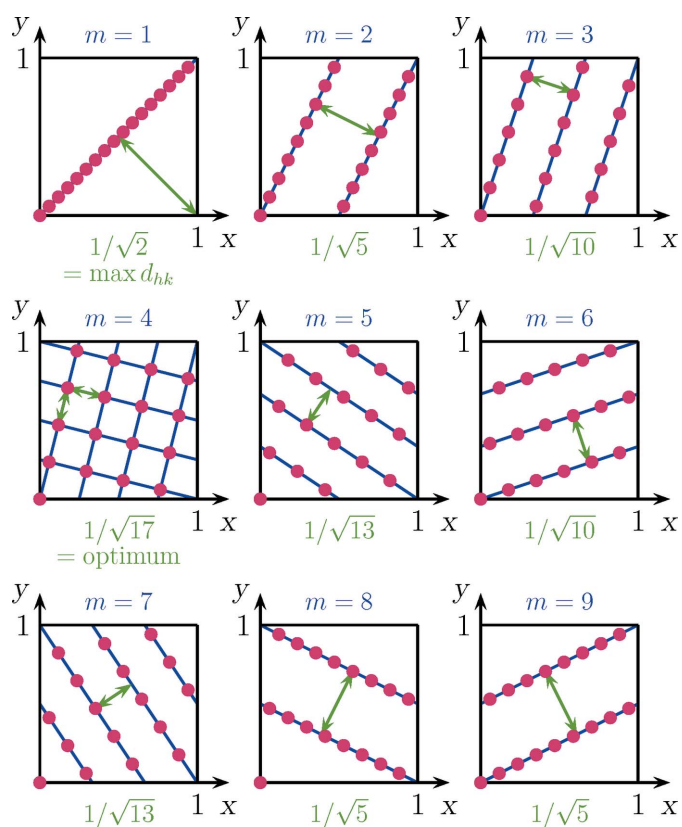 y m = 1
1
1 x
1/√2
= max d_{hk}
y m = 2
1
1 x
1/√5
y m = 3
1
1 x
1/√10
y m = 4
1
1 x
1/√17
= optimum
y m = 5
1
1 x
1/√13
y m = 6
1
1 x
1/√10
y m = 7
1
1 x
1/√13
y m = 8
1
1 x
1/√5
y m = 9
1
1 x
1/√5